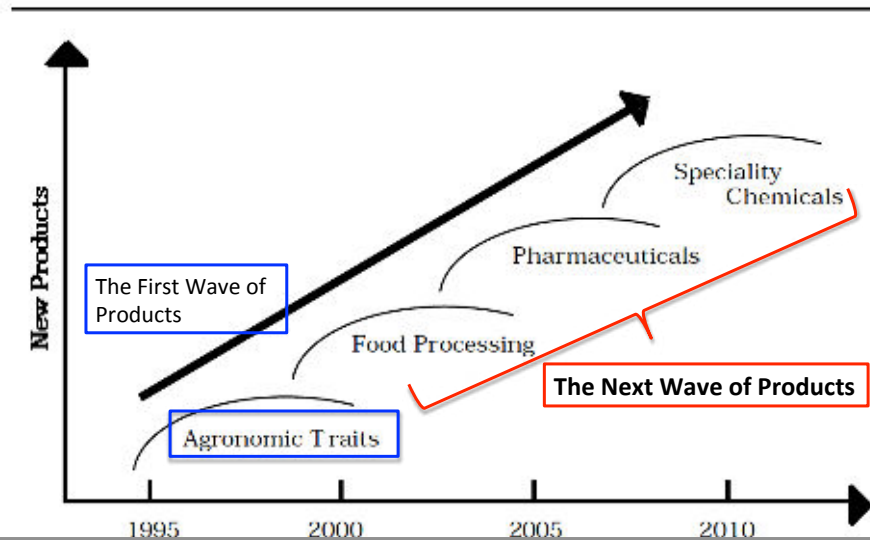 New Products
Speciality
Chemicals
Pharmaceuticals
The First Wave of
Products
Food Processing
The Next Wave of Products
Agronomic Traits
1995 2000 2005 2010